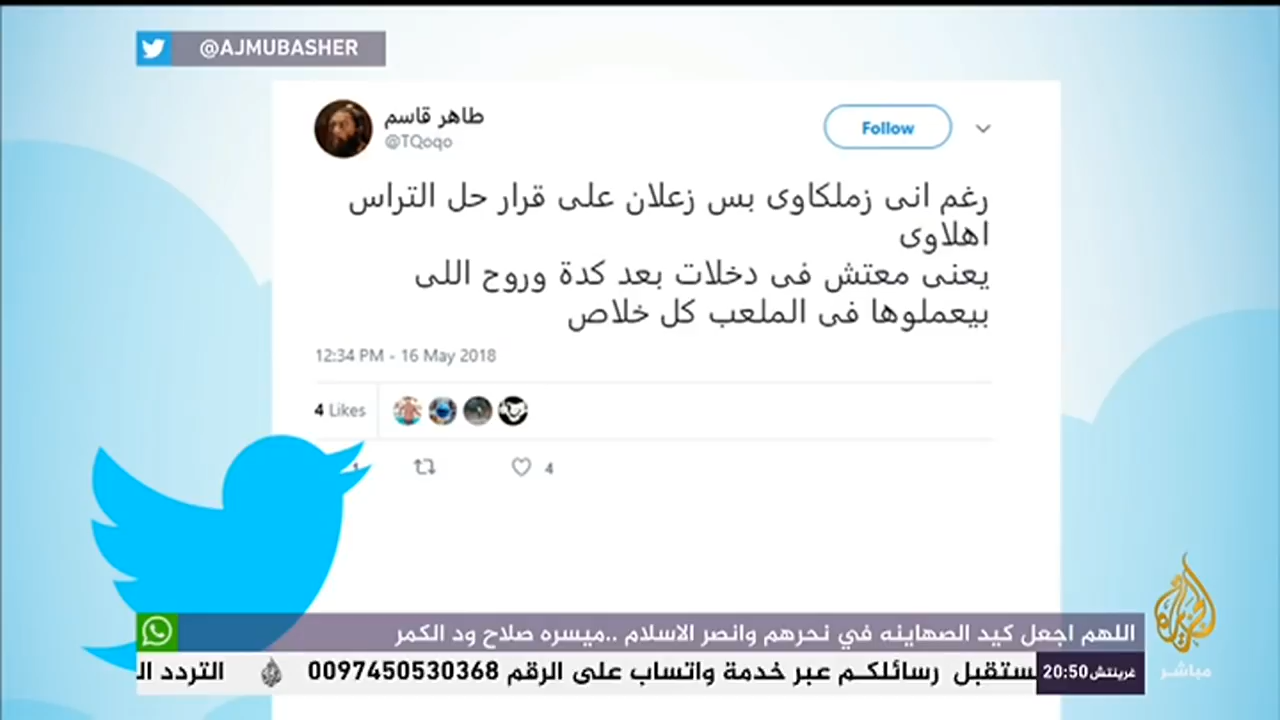 @AJMUBASHER
طاهر قاسم
@TQoqo
Follow
رغم انى زملكاوى بس زعلان على قرار حل التراس
اهلاوى
يعنى معتش فى دخلات بعد كدة وروح اللى
بيعملوها فى الملعب كل خلاص
12:34 PM - 16 May 2018
4 Likes
1 4
اللهم اجعل كيد الصهاينه في نحرهم وانصر الاسلام ..ميسره صلاح ود الكمر
غرينتش 20:50
ستقبل رسائلكم عبر خدمة واتساب على الرقم 0097450530368
التردد ال
الجزيرة
مباشر